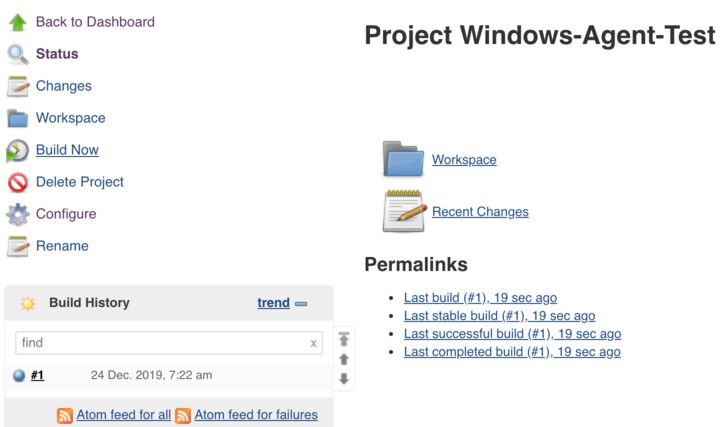 Back to Dashboard
Status
Changes
Workspace
Build Now
Delete Project
Configure
Rename
Build History
trend
find
x
#1
24 Dec. 2019, 7:22 am
Atom feed for all
Atom feed for failures
Project Windows-Agent-Test
Workspace
Recent Changes
Permalinks
Last build (#1), 19 sec ago
Last stable build (#1), 19 sec ago
Last successful build (#1), 19 sec ago
Last completed build (#1), 19 sec ago